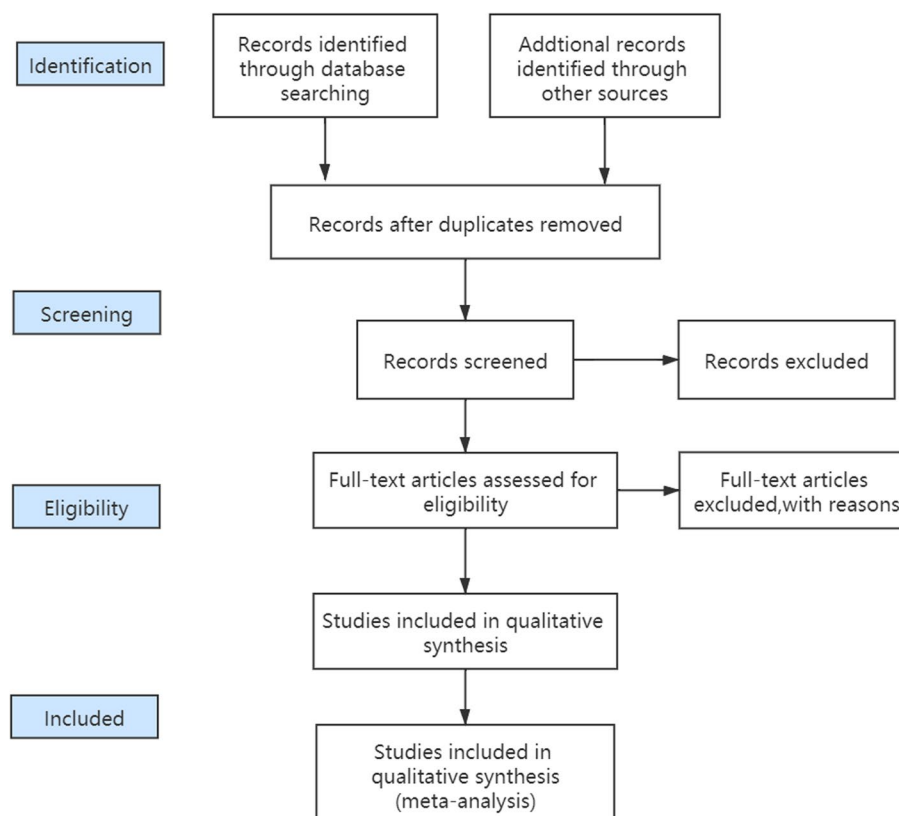 Identification
Records identified
through database
searching
Addtional records
identified through
other sources
Records after duplicates removed
Screening
Records screened
Records excluded
Eligibility
Full-text articles assessed for
eligibility
Full-text articles
excluded,with reasons
Studies included in qualitative
synthesis
Included
Studies included in
qualitative synthesis
(meta-analysis)